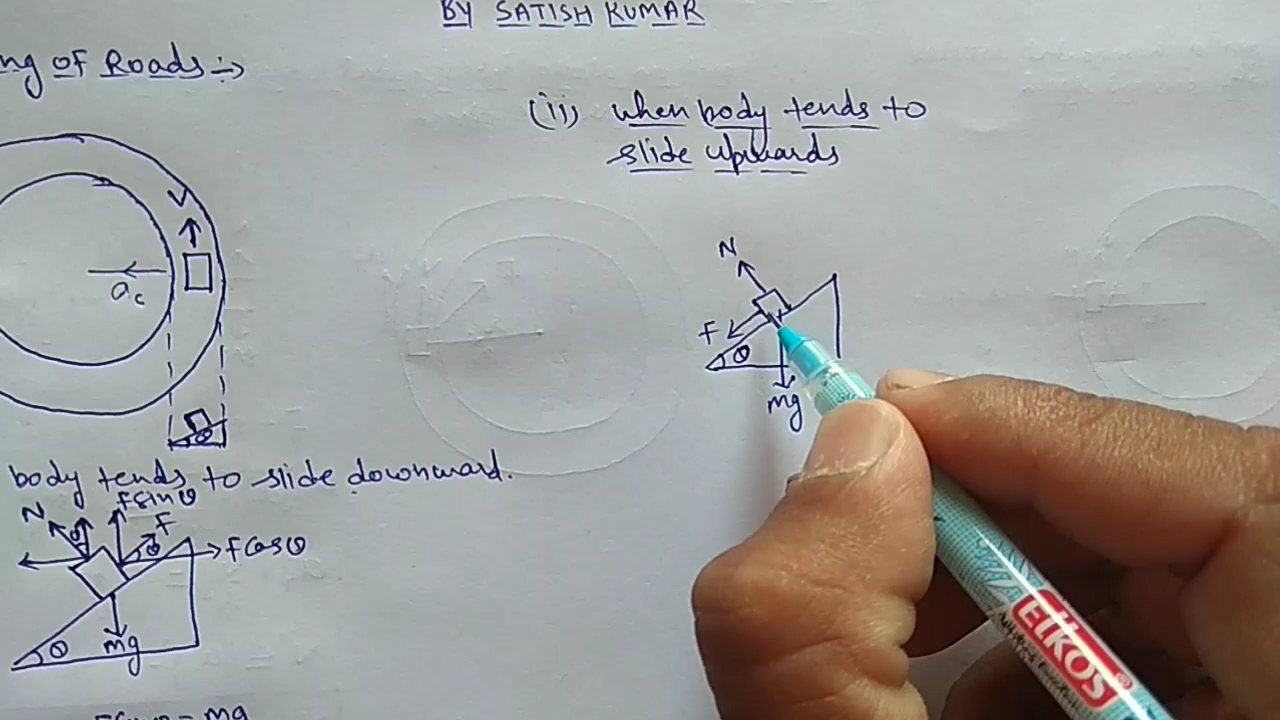 BY SATISH KUMAR
ng of Roads :->
(ii) when body tends to
slide upwards
V
ac
N
F
θ
mg
θ
body tends to slide downward.
F sinθ
N
θ
F
θ
F Cosθ
θ
mg
ELKOS